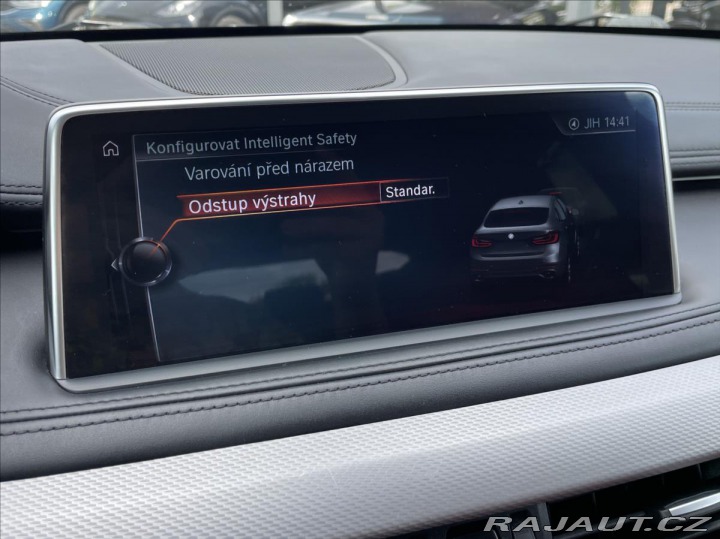 Konfigurovat Intelligent Safety
JIH 14:41
Varování před nárazem
Odstup výstrahy
Standar.
RAJAUT.CZ